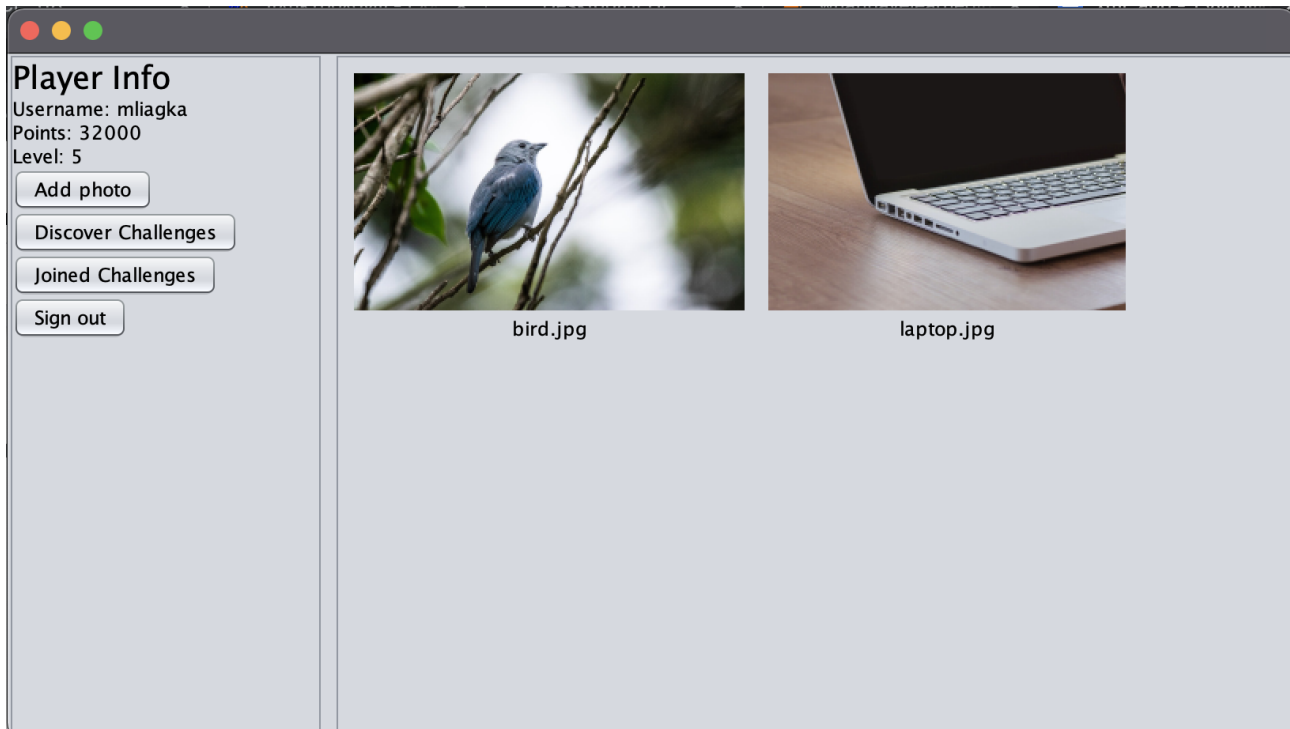 Player Info
Username: mliagka
Points: 32000
Level: 5
Add photo
Discover Challenges
Joined Challenges
Sign out
bird.jpg
laptop.jpg